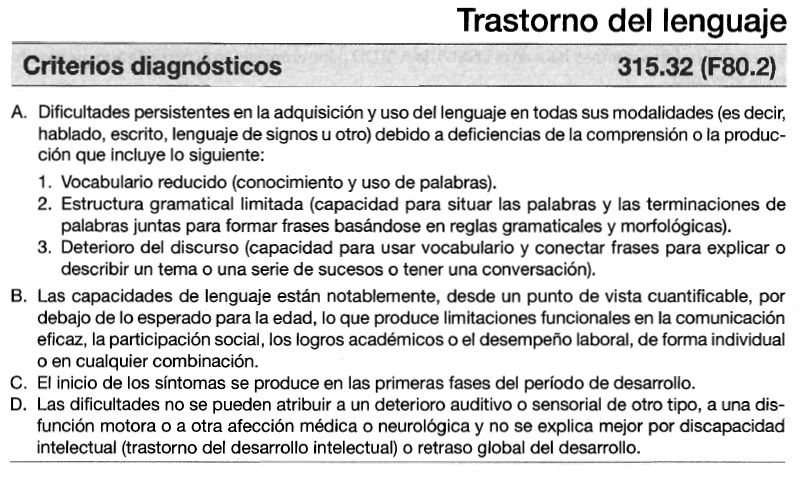 Trastorno del lenguaje
Criterios diagnósticos 315.32 (F80.2)
A. Dificultades persistentes en la adquisición y uso del lenguaje en todas sus modalidades (es decir,
hablado, escrito, lenguaje de signos u otro) debido a deficiencias de la comprensión o la produc-
ción que incluye lo siguiente:
1. Vocabulario reducido (conocimiento y uso de palabras).
2. Estructura gramatical limitada (capacidad para situar las palabras y las terminaciones de
palabras juntas para formar frases basándose en reglas gramaticales y morfológicas).
3. Deterioro del discurso (capacidad para usar vocabulario y conectar frases para explicar o
describir un tema o una serie de sucesos o tener una conversación).
B. Las capacidades de lenguaje están notablemente, desde un punto de vista cuantificable, por
debajo de lo esperado para la edad, lo que produce limitaciones funcionales en la comunicación
eficaz, la participación social, los logros académicos o el desempeño laboral, de forma individual
o en cualquier combinación.
C. El inicio de los síntomas se produce en las primeras fases del período de desarrollo.
D. Las dificultades no se pueden atribuir a un deterioro auditivo o sensorial de otro tipo, a una dis-
función motora o a otra afección médica o neurológica y no se explica mejor por discapacidad
intelectual (trastorno del desarrollo intelectual) o retraso global del desarrollo.